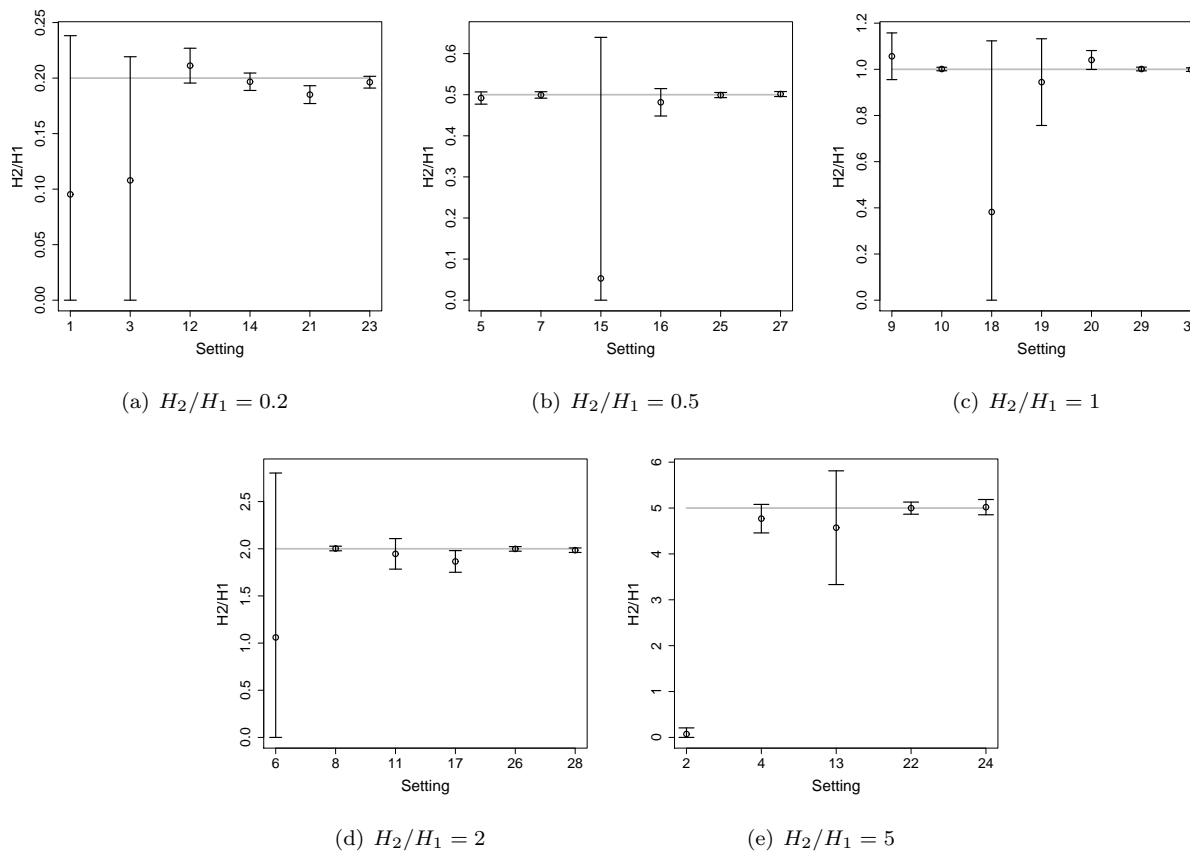 H2/H1
0.00 0.05 0.10 0.15 0.20 0.25
1 3 12 14 21 23
Setting
(a) H₂/H₁ = 0.2
H2/H1
0.0 0.1 0.2 0.3 0.4 0.5 0.6
5 7 15 16 25 27
Setting
(b) H₂/H₁ = 0.5
H2/H1
0.0 0.2 0.4 0.6 0.8 1.0 1.2
9 10 18 19 20 29
Setting
(c) H₂/H₁ = 1
H2/H1
0.0 0.5 1.0 1.5 2.0 2.5
6 8 11 17 26 28
Setting
(d) H₂/H₁ = 2
H2/H1
0 1 2 3 4 5 6
2 4 13 22 24
Setting
(e) H₂/H₁ = 5